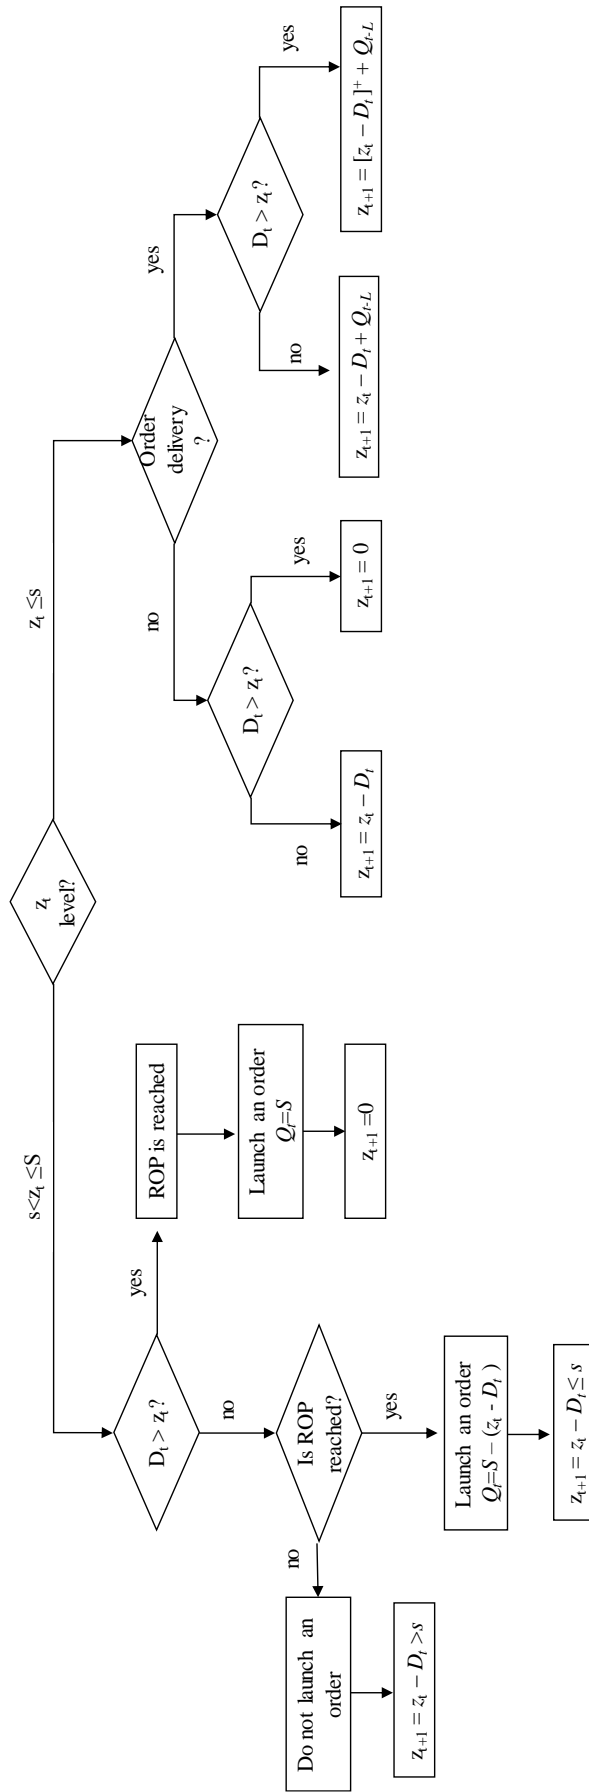 z_t
level?
s<z_t ≤S
z_t ≤s
D_t > z_t?
yes
no
ROP is reached
Launch an order
Q_t=S
z_{t+1} =0
Is ROP
reached?
no
yes
Do not launch an
order
z_{t+1} = z_t − D_t >s
Launch an order
Q_t=S − (z_t - D_t )
z_{t+1} = z_t − D_t ≤ s
Order
delivery
?
no
yes
D_t > z_t?
no
yes
z_{t+1} = z_t − D_t
z_{t+1} = 0
D_t > z_t?
no
yes
z_{t+1} = z_t − D_t + Q_{t-L}
z_{t+1} = [z_t − D_t]^+ + Q_{t-L}